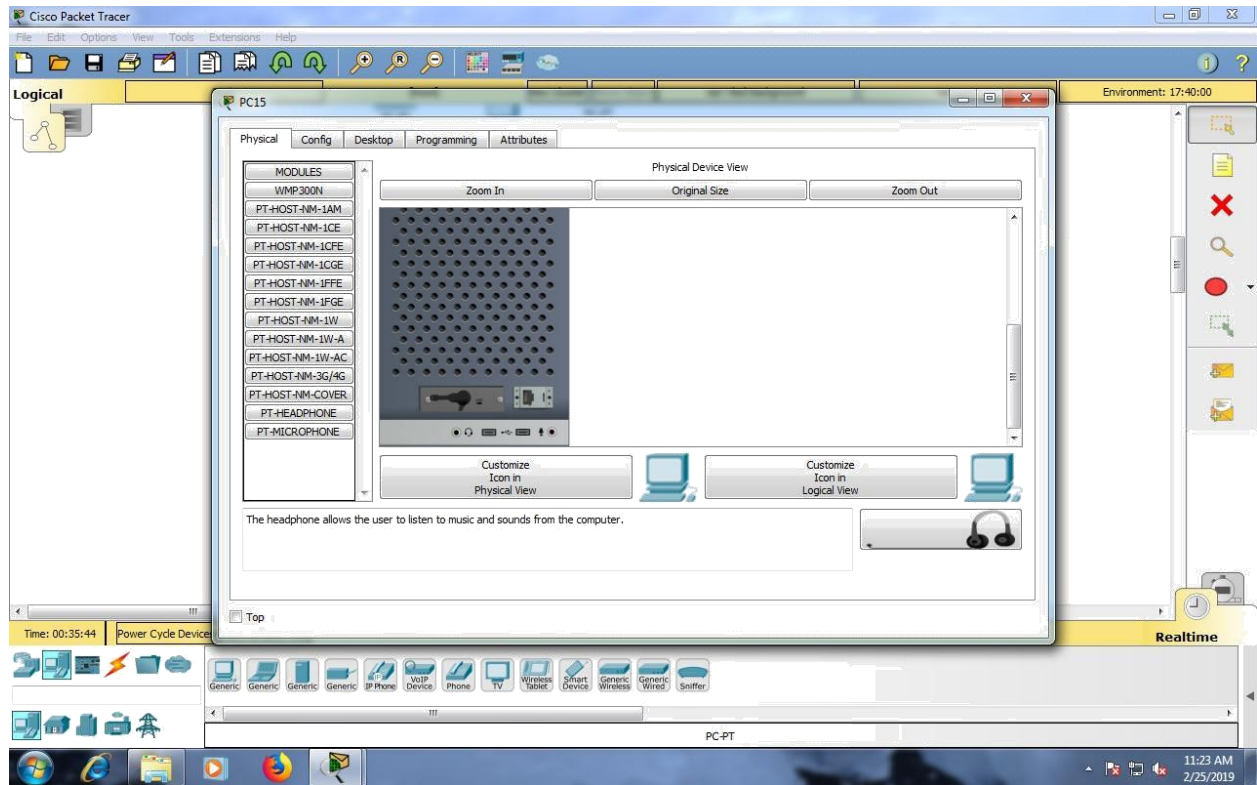 Cisco Packet Tracer
File Edit Options View Tools Extensions Help
Logical
Environment: 17:40:00
PC15
Physical Config Desktop Programming Attributes
MODULES
WMP300N
PT-HOST-NM-1AM
PT-HOST-NM-1CE
PT-HOST-NM-1CFE
PT-HOST-NM-1CGE
PT-HOST-NM-1FFE
PT-HOST-NM-1FGE
PT-HOST-NM-1W
PT-HOST-NM-1W-A
PT-HOST-NM-1W-AC
PT-HOST-NM-3G/4G
PT-HOST-NM-COVER
PT-HEADPHONE
PT-MICROPHONE
Physical Device View
Zoom In Original Size Zoom Out
Customize
Icon in
Physical View
Customize
Icon in
Logical View
The headphone allows the user to listen to music and sounds from the computer.
Top
Time: 00:35:44 Power Cycle Device
Realtime
Generic Generic Generic Generic IP Phone VoIP Device Phone TV Wireless Tablet Smart Device Generic Wireless Generic Wired Sniffer
PC-PT
11:23 AM
2/25/2019